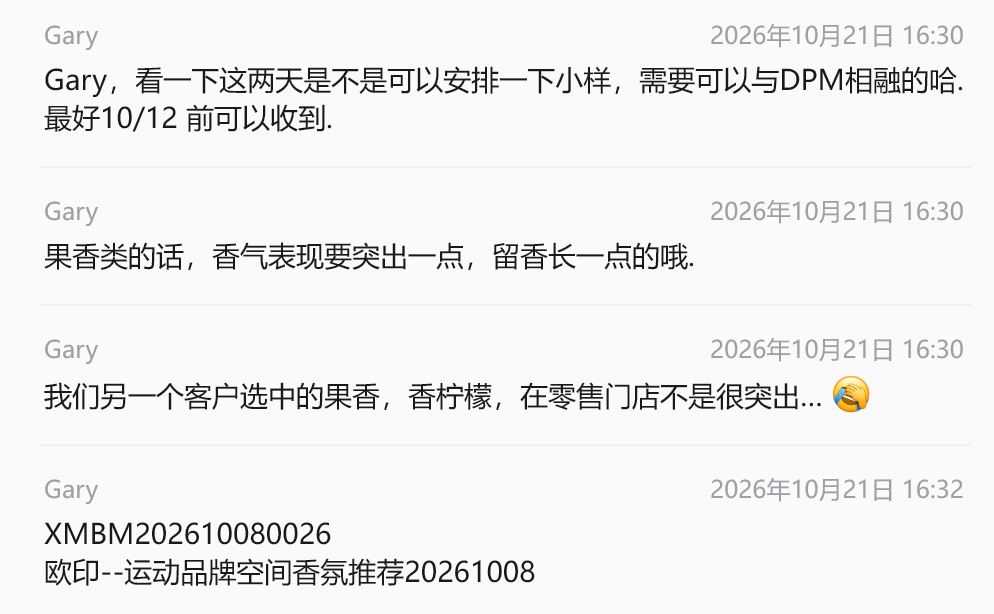 Gary 2026年10月21日 16:30
Gary，看一下这两天是不是可以安排一下小样，需要可以与DPM相融的哈.
最好10/12 前可以收到.
Gary 2026年10月21日 16:30
果香类的话，香气表现要突出一点，留香长一点的哦.
Gary 2026年10月21日 16:30
我们另一个客户选中的果香，香柠檬，在零售门店不是很突出... 🤣
Gary 2026年10月21日 16:32
XMBM202610080026
欧印--运动品牌空间香氛推荐20261008